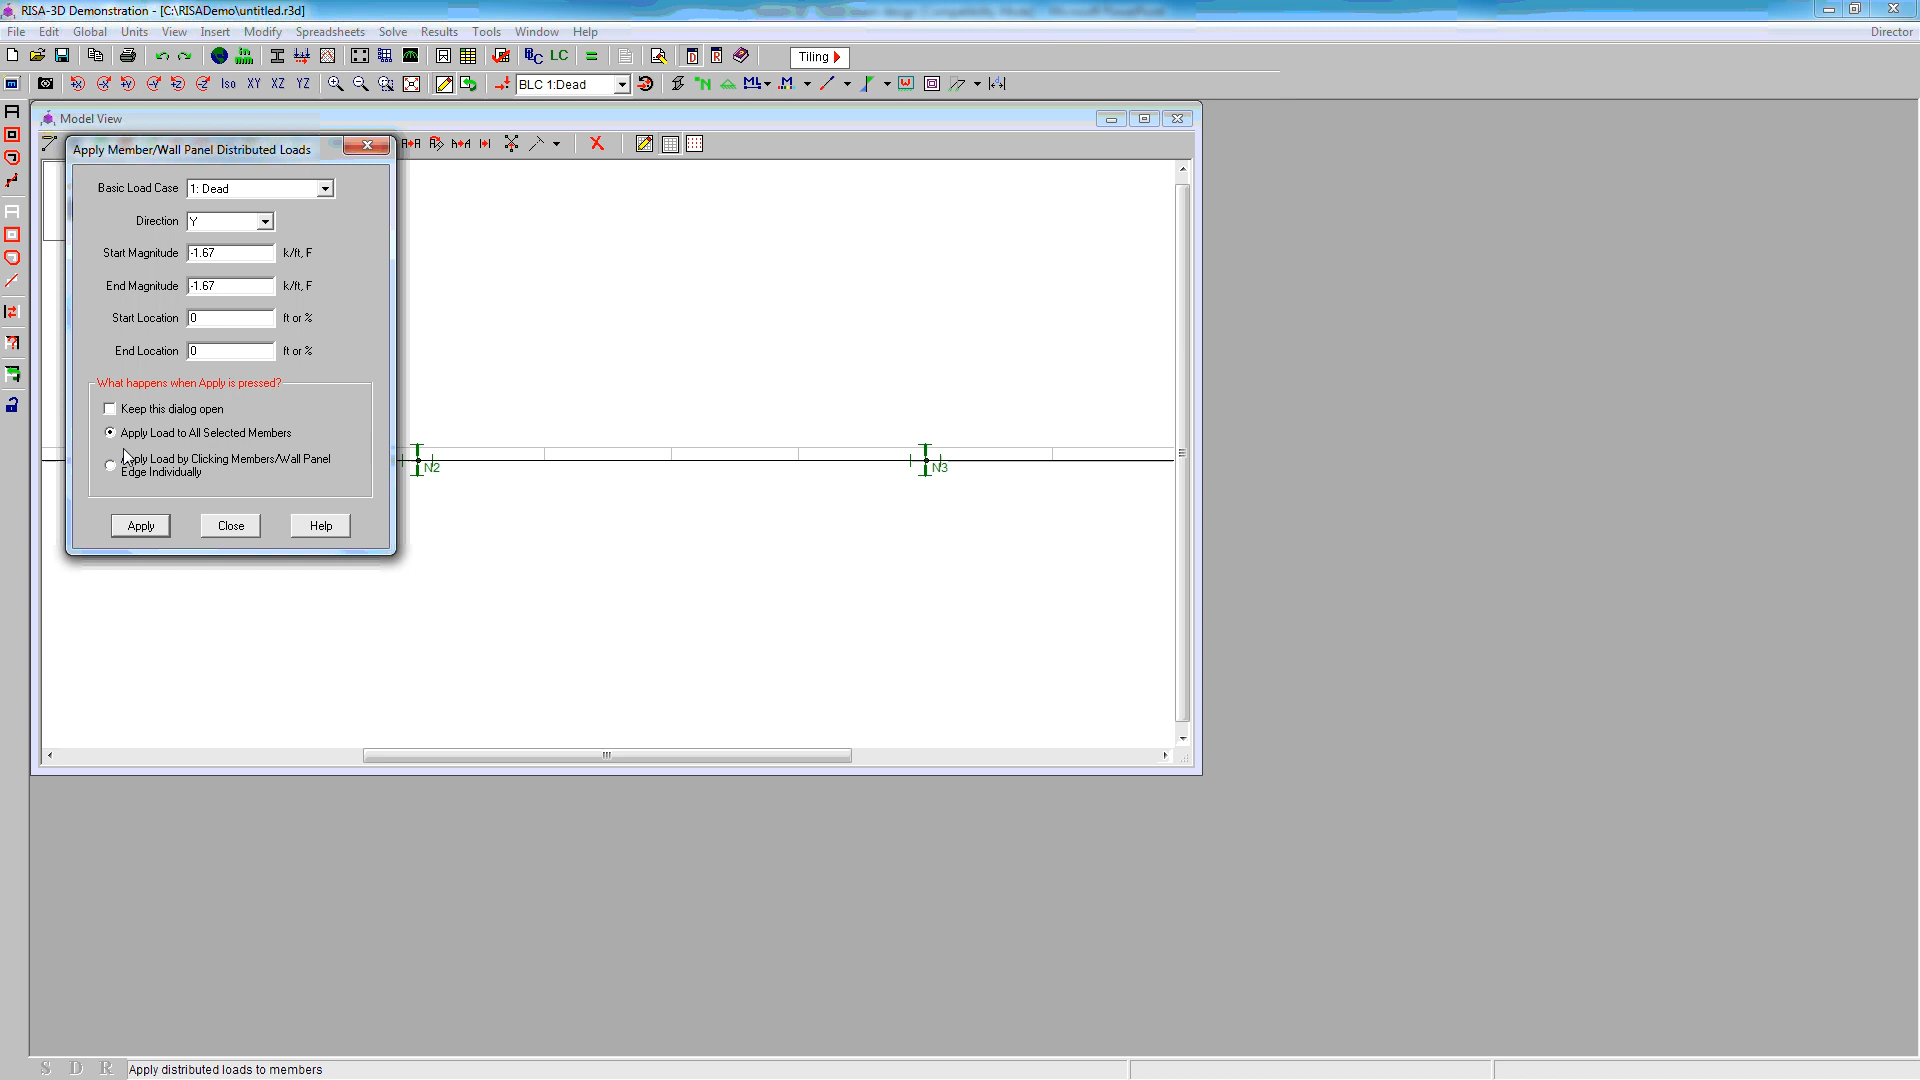 RISA-3D Demonstration - [C:\RISADemo\untitled.r3d]
File Edit Global Units View Insert Modify Spreadsheets Solve Results Tools Window Help Director
LC Tiling
Iso XY XZ YZ BLC 1:Dead
Model View
Apply Member/Wall Panel Distributed Loads
Basic Load Case 1: Dead
Direction Y
Start Magnitude -1.67 k/ft, F
End Magnitude -1.67 k/ft, F
Start Location 0 ft or %
End Location 0 ft or %
What happens when Apply is pressed?
Keep this dialog open
Apply Load to All Selected Members
Apply Load by Clicking Members/Wall Panel
Edge Individually
Apply Close Help
N2 N3
S D R Apply distributed loads to members